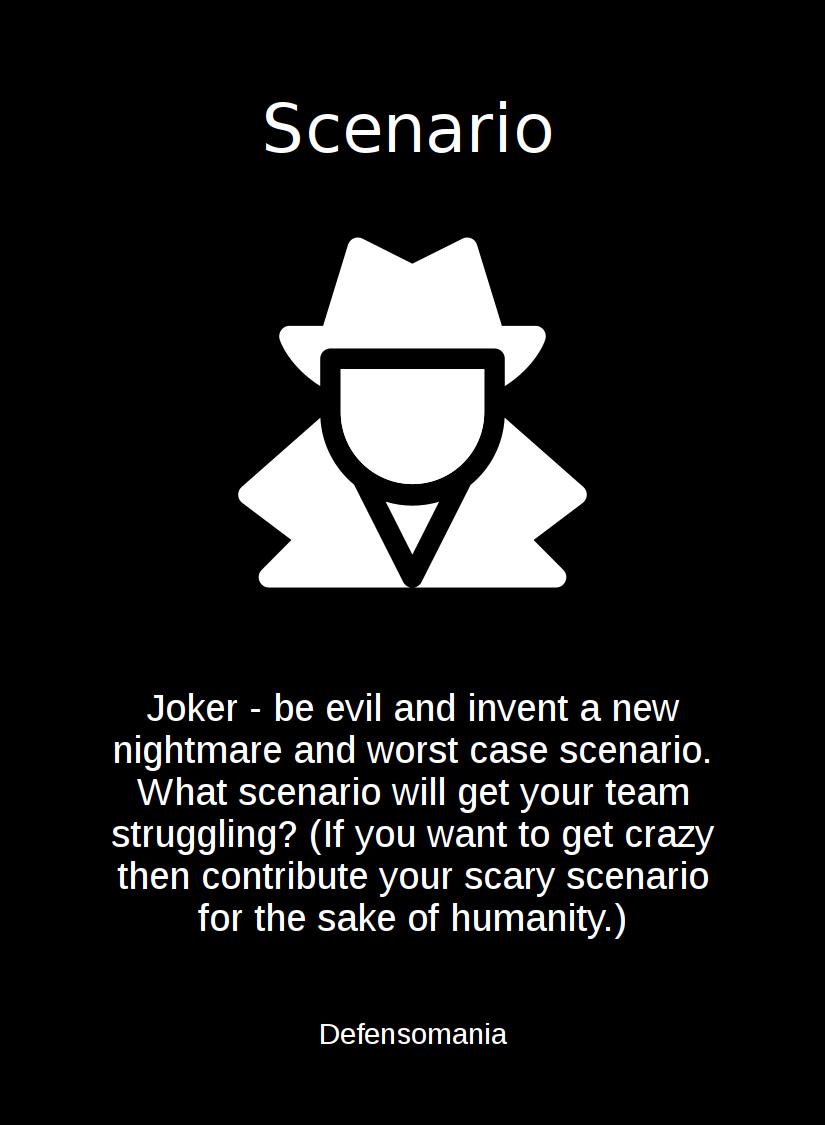 Scenario
Joker - be evil and invent a new
nightmare and worst case scenario.
What scenario will get your team
struggling? (If you want to get crazy
then contribute your scary scenario
for the sake of humanity.)
Defensomania